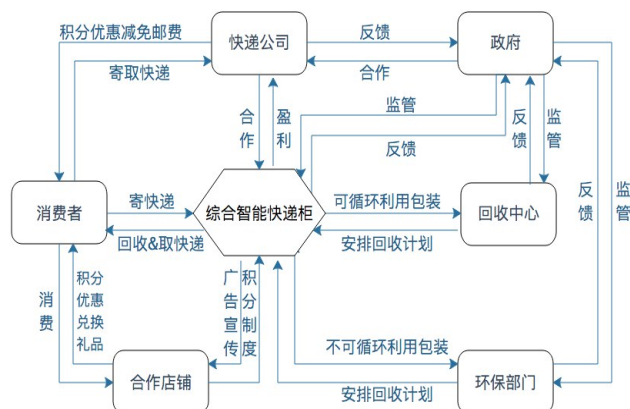 积分优惠减免邮费
快递公司
反馈
政府
寄取快递
合作
合作
盈利
监管
反馈
反馈
监管
反馈
监管
消费者
寄快递
综合智能快递柜
可循环利用包装
回收中心
回收&取快递
安排回收计划
消费
积分
优惠
兑换
礼品
广告宣传
积分制度
不可循环利用包装
合作店铺
安排回收计划
环保部门